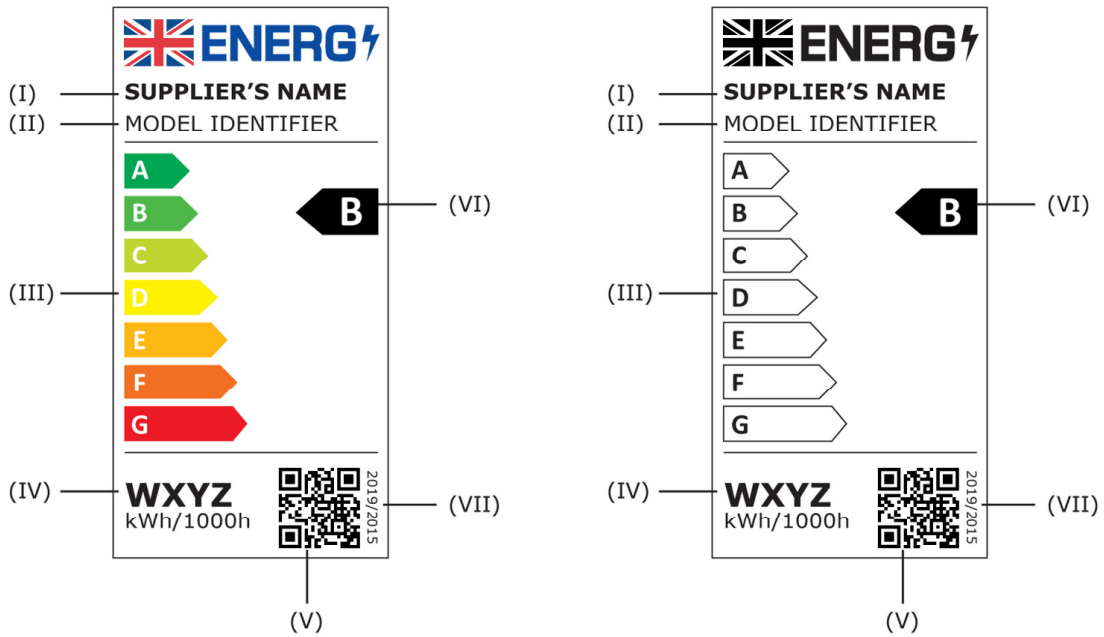 ENERG
(I) SUPPLIER'S NAME
(II) MODEL IDENTIFIER
A
B
B (VI)
C
(III) D
E
F
G
(IV) WXYZ
kWh/1000h
2019/2015 (VII)
(V)
ENERG
(I) SUPPLIER'S NAME
(II) MODEL IDENTIFIER
A
B
B (VI)
C
(III) D
E
F
G
(IV) WXYZ
kWh/1000h
2019/2015 (VII)
(V)